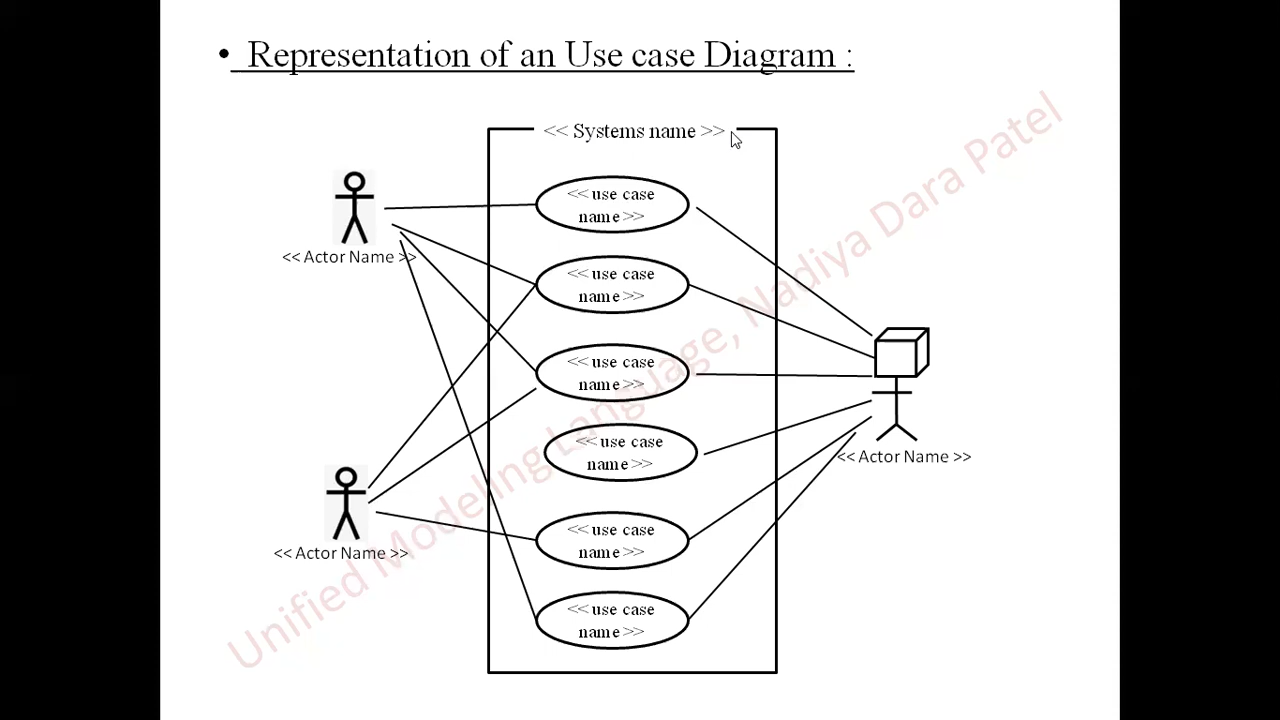 • Representation of an Use case Diagram :
<< Systems name >>
<< use case
name >>
<< Actor Name >>
<< use case
name >>
<< use case
name >>
<< use case
name >>
<< Actor Name >>
<< use case
name >>
<< Actor Name >>
<< use case
name >>
Unified Modeling Language, Nadiya Dara Patel